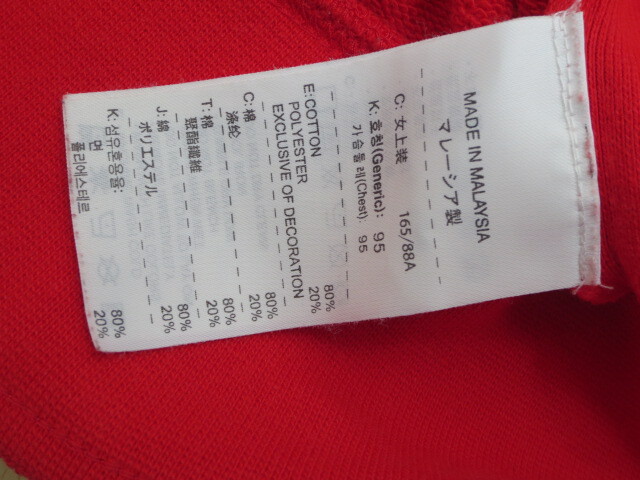 MADE IN MALAYSIA
マレーシア製
C: 女上装 165/88A
K: 호칭(Generic): 95
가슴둘레(Chest): 95
E:COTTON 80%
POLYESTER 20%
EXCLUSIVE OF DECORATION
C: 棉 80%
涤纶 20%
T: 棉 80%
聚酯纖維 20%
J: 綿 80%
ポリエステル 20%
K: 섬유혼용율:
면 80%
폴리에스테르 20%